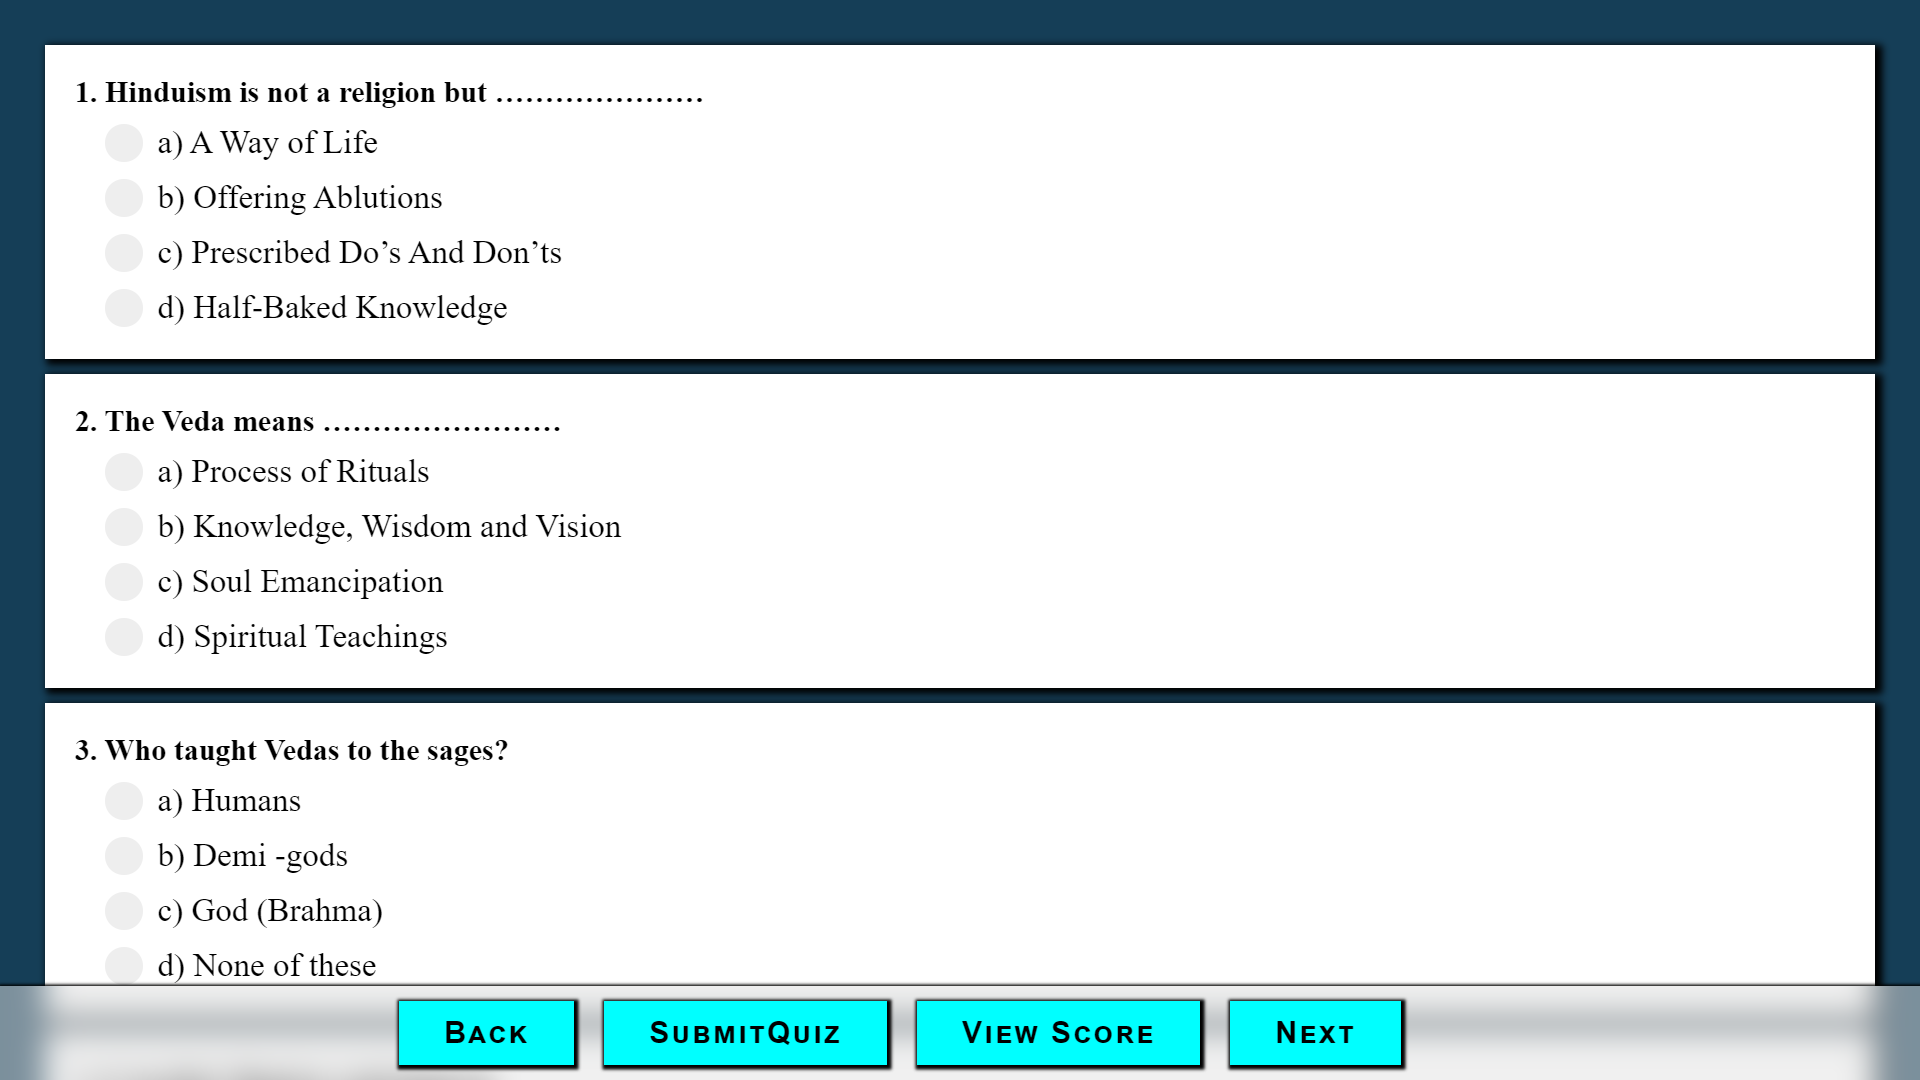 1. Hinduism is not a religion but …………………
a) A Way of Life
b) Offering Ablutions
c) Prescribed Do’s And Don’ts
d) Half-Baked Knowledge
2. The Veda means ……………………
a) Process of Rituals
b) Knowledge, Wisdom and Vision
c) Soul Emancipation
d) Spiritual Teachings
3. Who taught Vedas to the sages?
a) Humans
b) Demi -gods
c) God (Brahma)
d) None of these
BACK SUBMITQUIZ VIEW SCORE NEXT